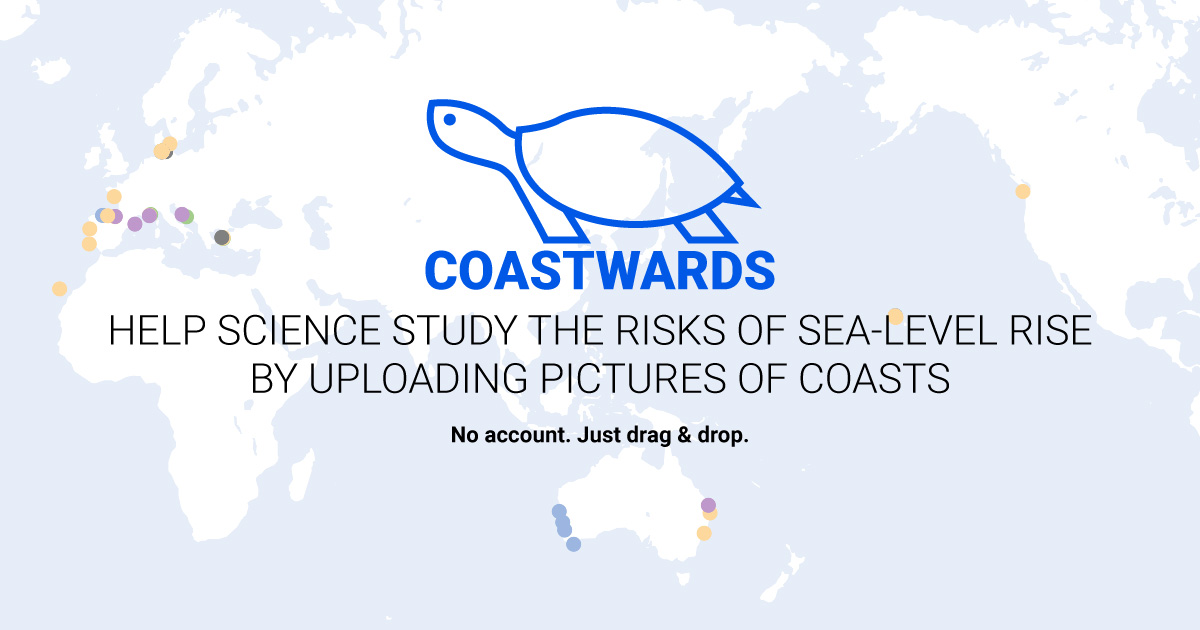 COASTWARDS
HELP SCIENCE STUDY THE RISKS OF SEA-LEVEL RISE
BY UPLOADING PICTURES OF COASTS
No account. Just drag & drop.